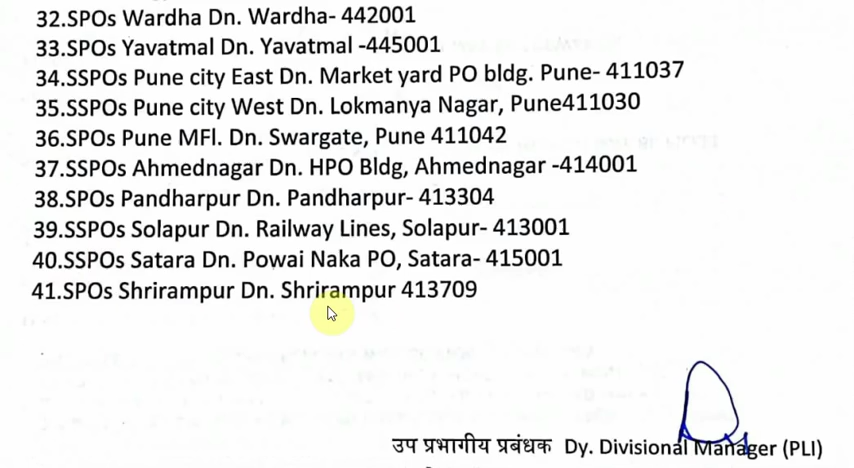 32.SPOs Wardha Dn. Wardha- 442001
33.SPOs Yavatmal Dn. Yavatmal -445001
34.SSPOs Pune city East Dn. Market yard PO bldg. Pune- 411037
35.SSPOs Pune city West Dn. Lokmanya Nagar, Pune411030
36.SPOs Pune MFl. Dn. Swargate, Pune 411042
37.SSPOs Ahmednagar Dn. HPO Bldg, Ahmednagar -414001
38.SPOs Pandharpur Dn. Pandharpur- 413304
39.SSPOs Solapur Dn. Railway Lines, Solapur- 413001
40.SSPOs Satara Dn. Powai Naka PO, Satara- 415001
41.SPOs Shrirampur Dn. Shrirampur 413709
उप प्रभागीय प्रबंधक Dy. Divisional Manager (PLI)